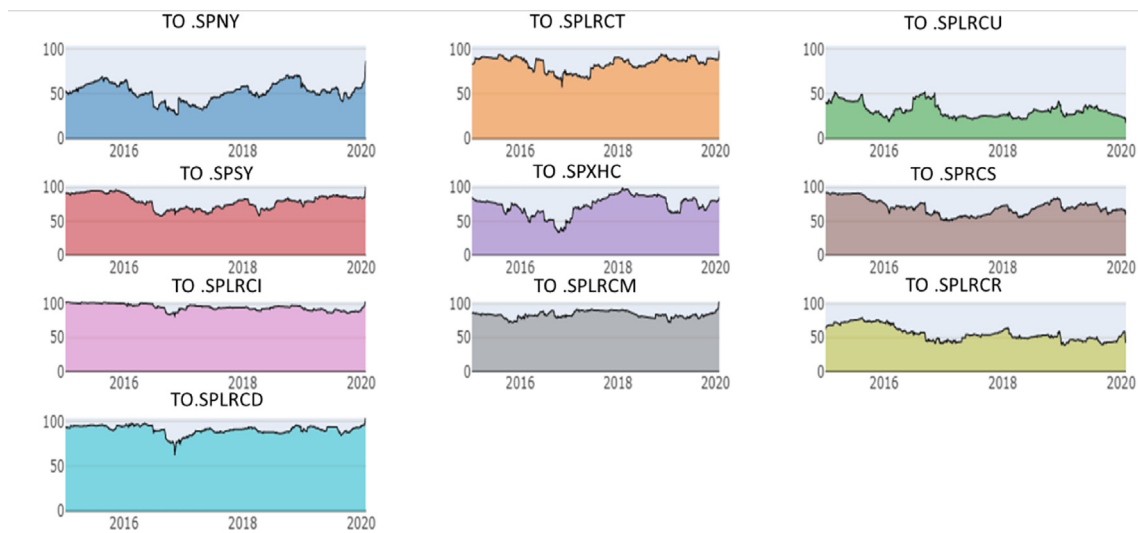 TO .SPNY
TO .SPLRCT
TO .SPLRCU
100
50
0
2016 2018 2020
100
50
0
2016 2018 2020
100
50
0
2016 2018 2020
TO .SPSY
TO .SPXHC
TO .SPRCS
100
50
0
2016 2018 2020
100
50
0
2016 2018 2020
100
50
0
2016 2018 2020
TO .SPLRCI
TO .SPLRCM
TO .SPLRCR
100
50
0
2016 2018 2020
100
50
0
2016 2018 2020
100
50
0
2016 2018 2020
TO.SPLRCD
100
50
0
2016 2018 2020